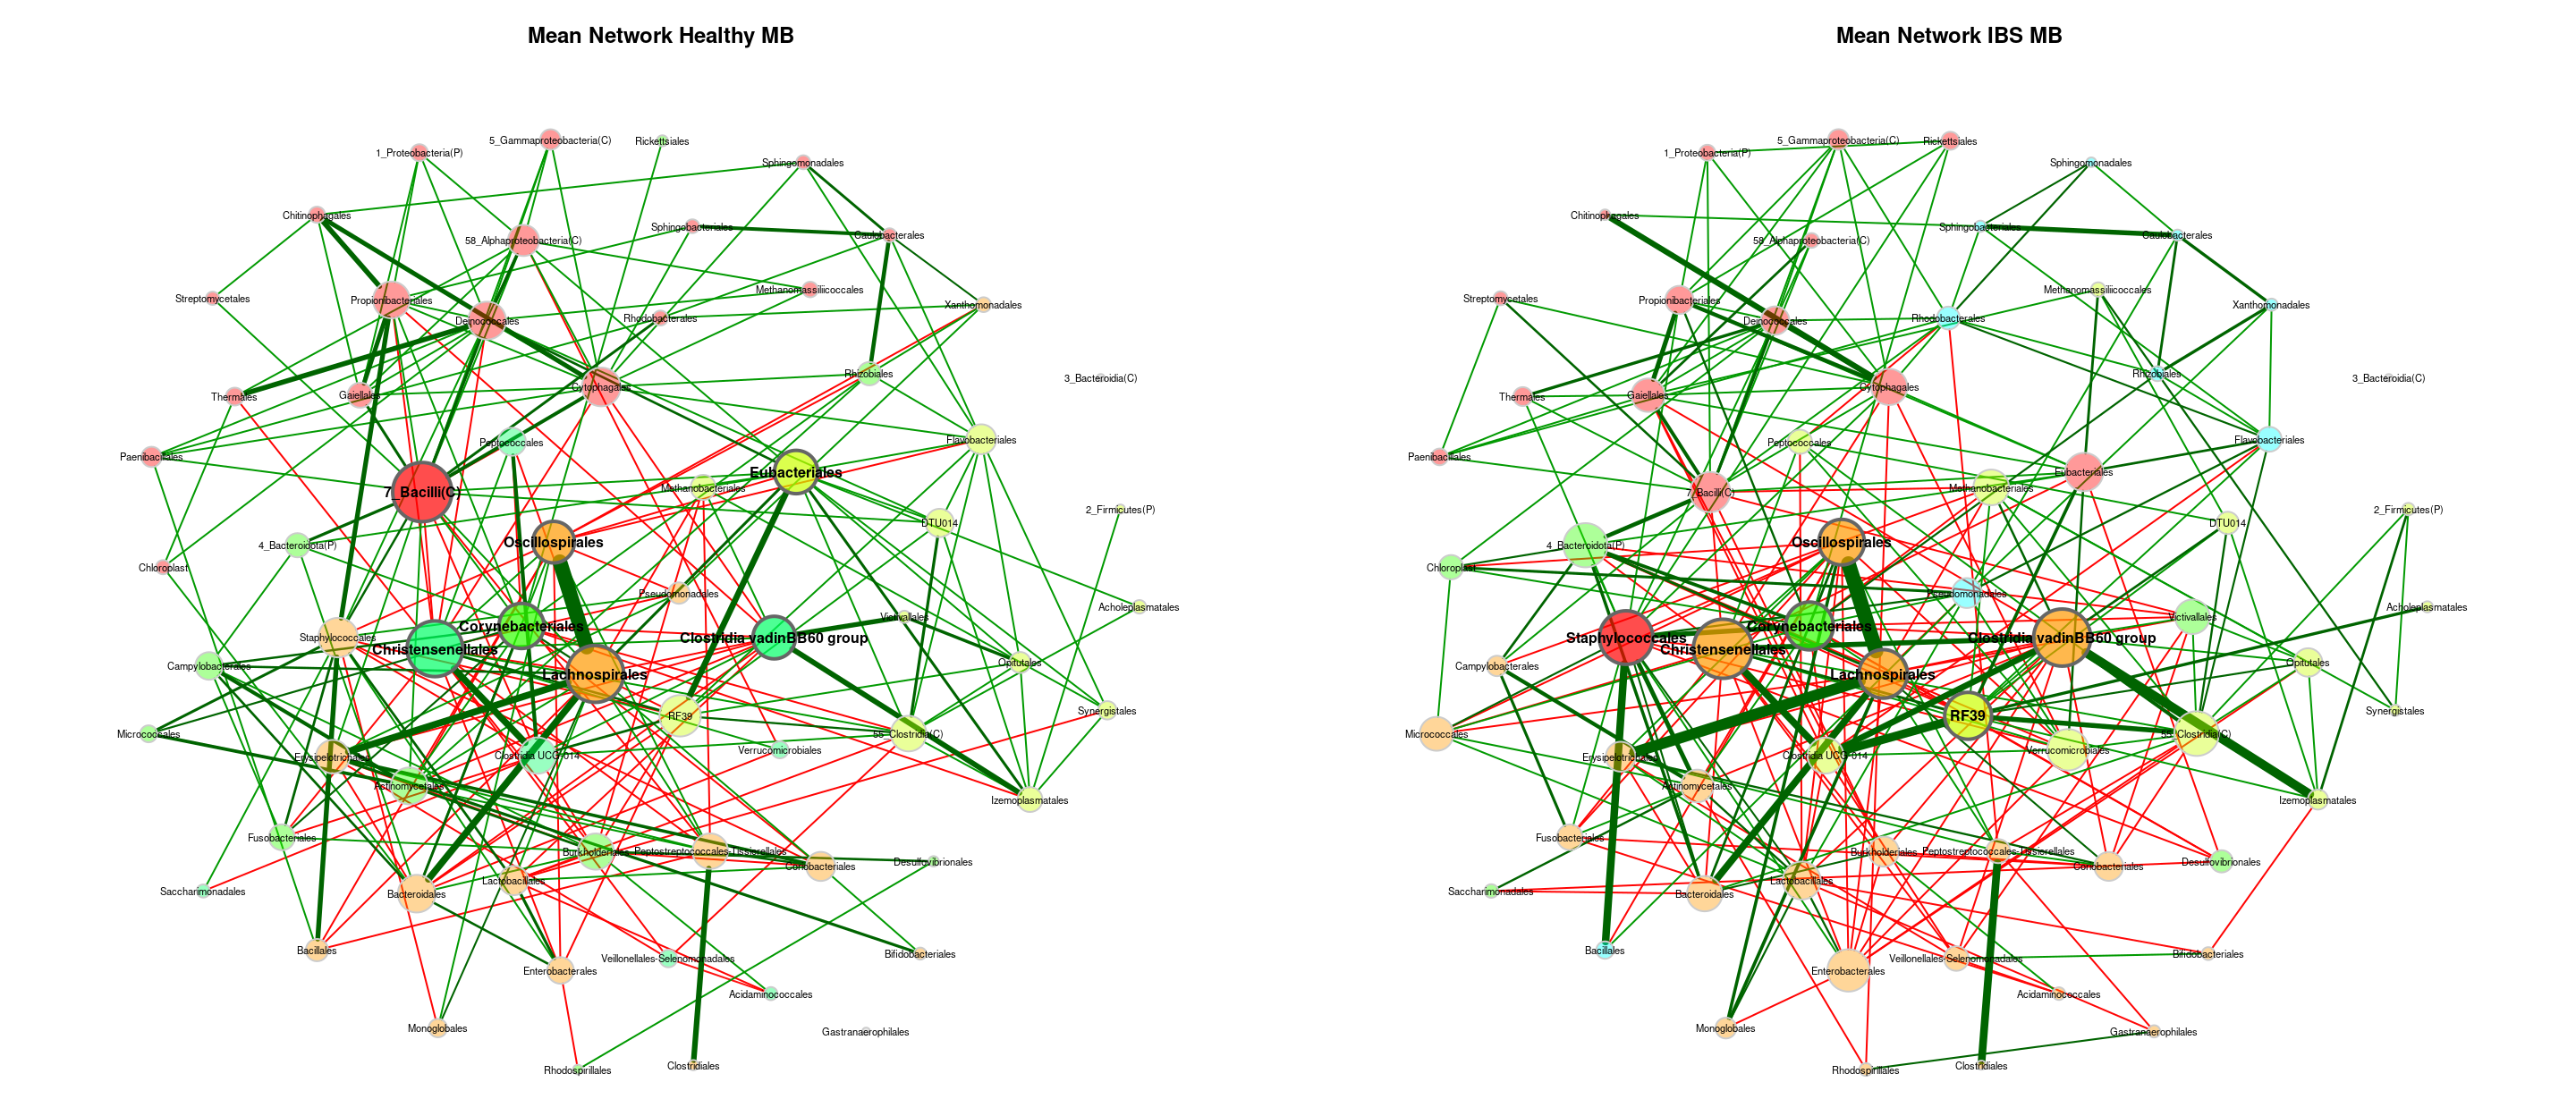 Mean Network Healthy MB
5_Gammaproteobacteria(C)
Rickettsiales
1_Proteobacteria(P)
Sphingomonadales
Chitinophagales
Sphingobacteriales
Caulobacterales
58_Alphaproteobacteria(C)
Methanomassiliicoccales
Streptomycetales
Propionibacteriales
Xanthomonadales
Deinococcales
Rhodobacterales
Rhizobiales
3_Bacteroidia(C)
Cytophagales
Thermales
Gaiellales
Peptococcales
Flavobacteriales
Paenibacillales
Eubacteriales
Methanobacteriales
7_Bacilli(C)
2_Firmicutes(P)
DTU014
Oscillospirales
4_Bacteroidota(P)
Chloroplast
Pseudomonadales
Acholeplasmatales
Victivallales
Corynebacteriales
Staphylococcales
Clostridia vadinBB60 group
Christensenellales
Opitutales
Campylobacterales
Lachnospirales
Synergistales
RF39
Micrococcales
55_Clostridia(C)
Verrucomicrobiales
Erysipelotrichales
Clostridia UCG-014
Actinomycetales
Izemoplasmatales
Fusobacteriales
Burkholderiales
Peptostreptococcales-Tissierellales
Desulfovibrionales
Coriobacteriales
Lactobacillales
Saccharimonadales
Bacteroidales
Bacillales
Bifidobacteriales
Veillonellales-Selenomonadales
Enterobacterales
Acidaminococcales
Monoglobales
Gastranaerophilales
Clostridiales
Rhodospirillales
Mean Network IBS MB
5_Gammaproteobacteria(C)
Rickettsiales
1_Proteobacteria(P)
Sphingomonadales
Chitinophagales
Sphingobacteriales
Caulobacterales
58_Alphaproteobacteria(C)
Methanomassiliicoccales
Streptomycetales
Propionibacteriales
Xanthomonadales
Deinococcales
Rhodobacterales
Rhizobiales
3_Bacteroidia(C)
Cytophagales
Thermales
Gaiellales
Peptococcales
Flavobacteriales
Paenibacillales
Eubacteriales
Methanobacteriales
7_Bacilli(C)
2_Firmicutes(P)
DTU014
Oscillospirales
4_Bacteroidota(P)
Chloroplast
Pseudomonadales
Acholeplasmatales
Victivallales
Corynebacteriales
Staphylococcales
Clostridia vadinBB60 group
Christensenellales
Opitutales
Campylobacterales
Lachnospirales
Synergistales
RF39
Micrococcales
55_Clostridia(C)
Verrucomicrobiales
Erysipelotrichales
Clostridia UCG-014
Actinomycetales
Izemoplasmatales
Fusobacteriales
Burkholderiales
Peptostreptococcales-Tissierellales
Desulfovibrionales
Coriobacteriales
Lactobacillales
Saccharimonadales
Bacteroidales
Bacillales
Bifidobacteriales
Veillonellales-Selenomonadales
Enterobacterales
Acidaminococcales
Monoglobales
Gastranaerophilales
Clostridiales
Rhodospirillales